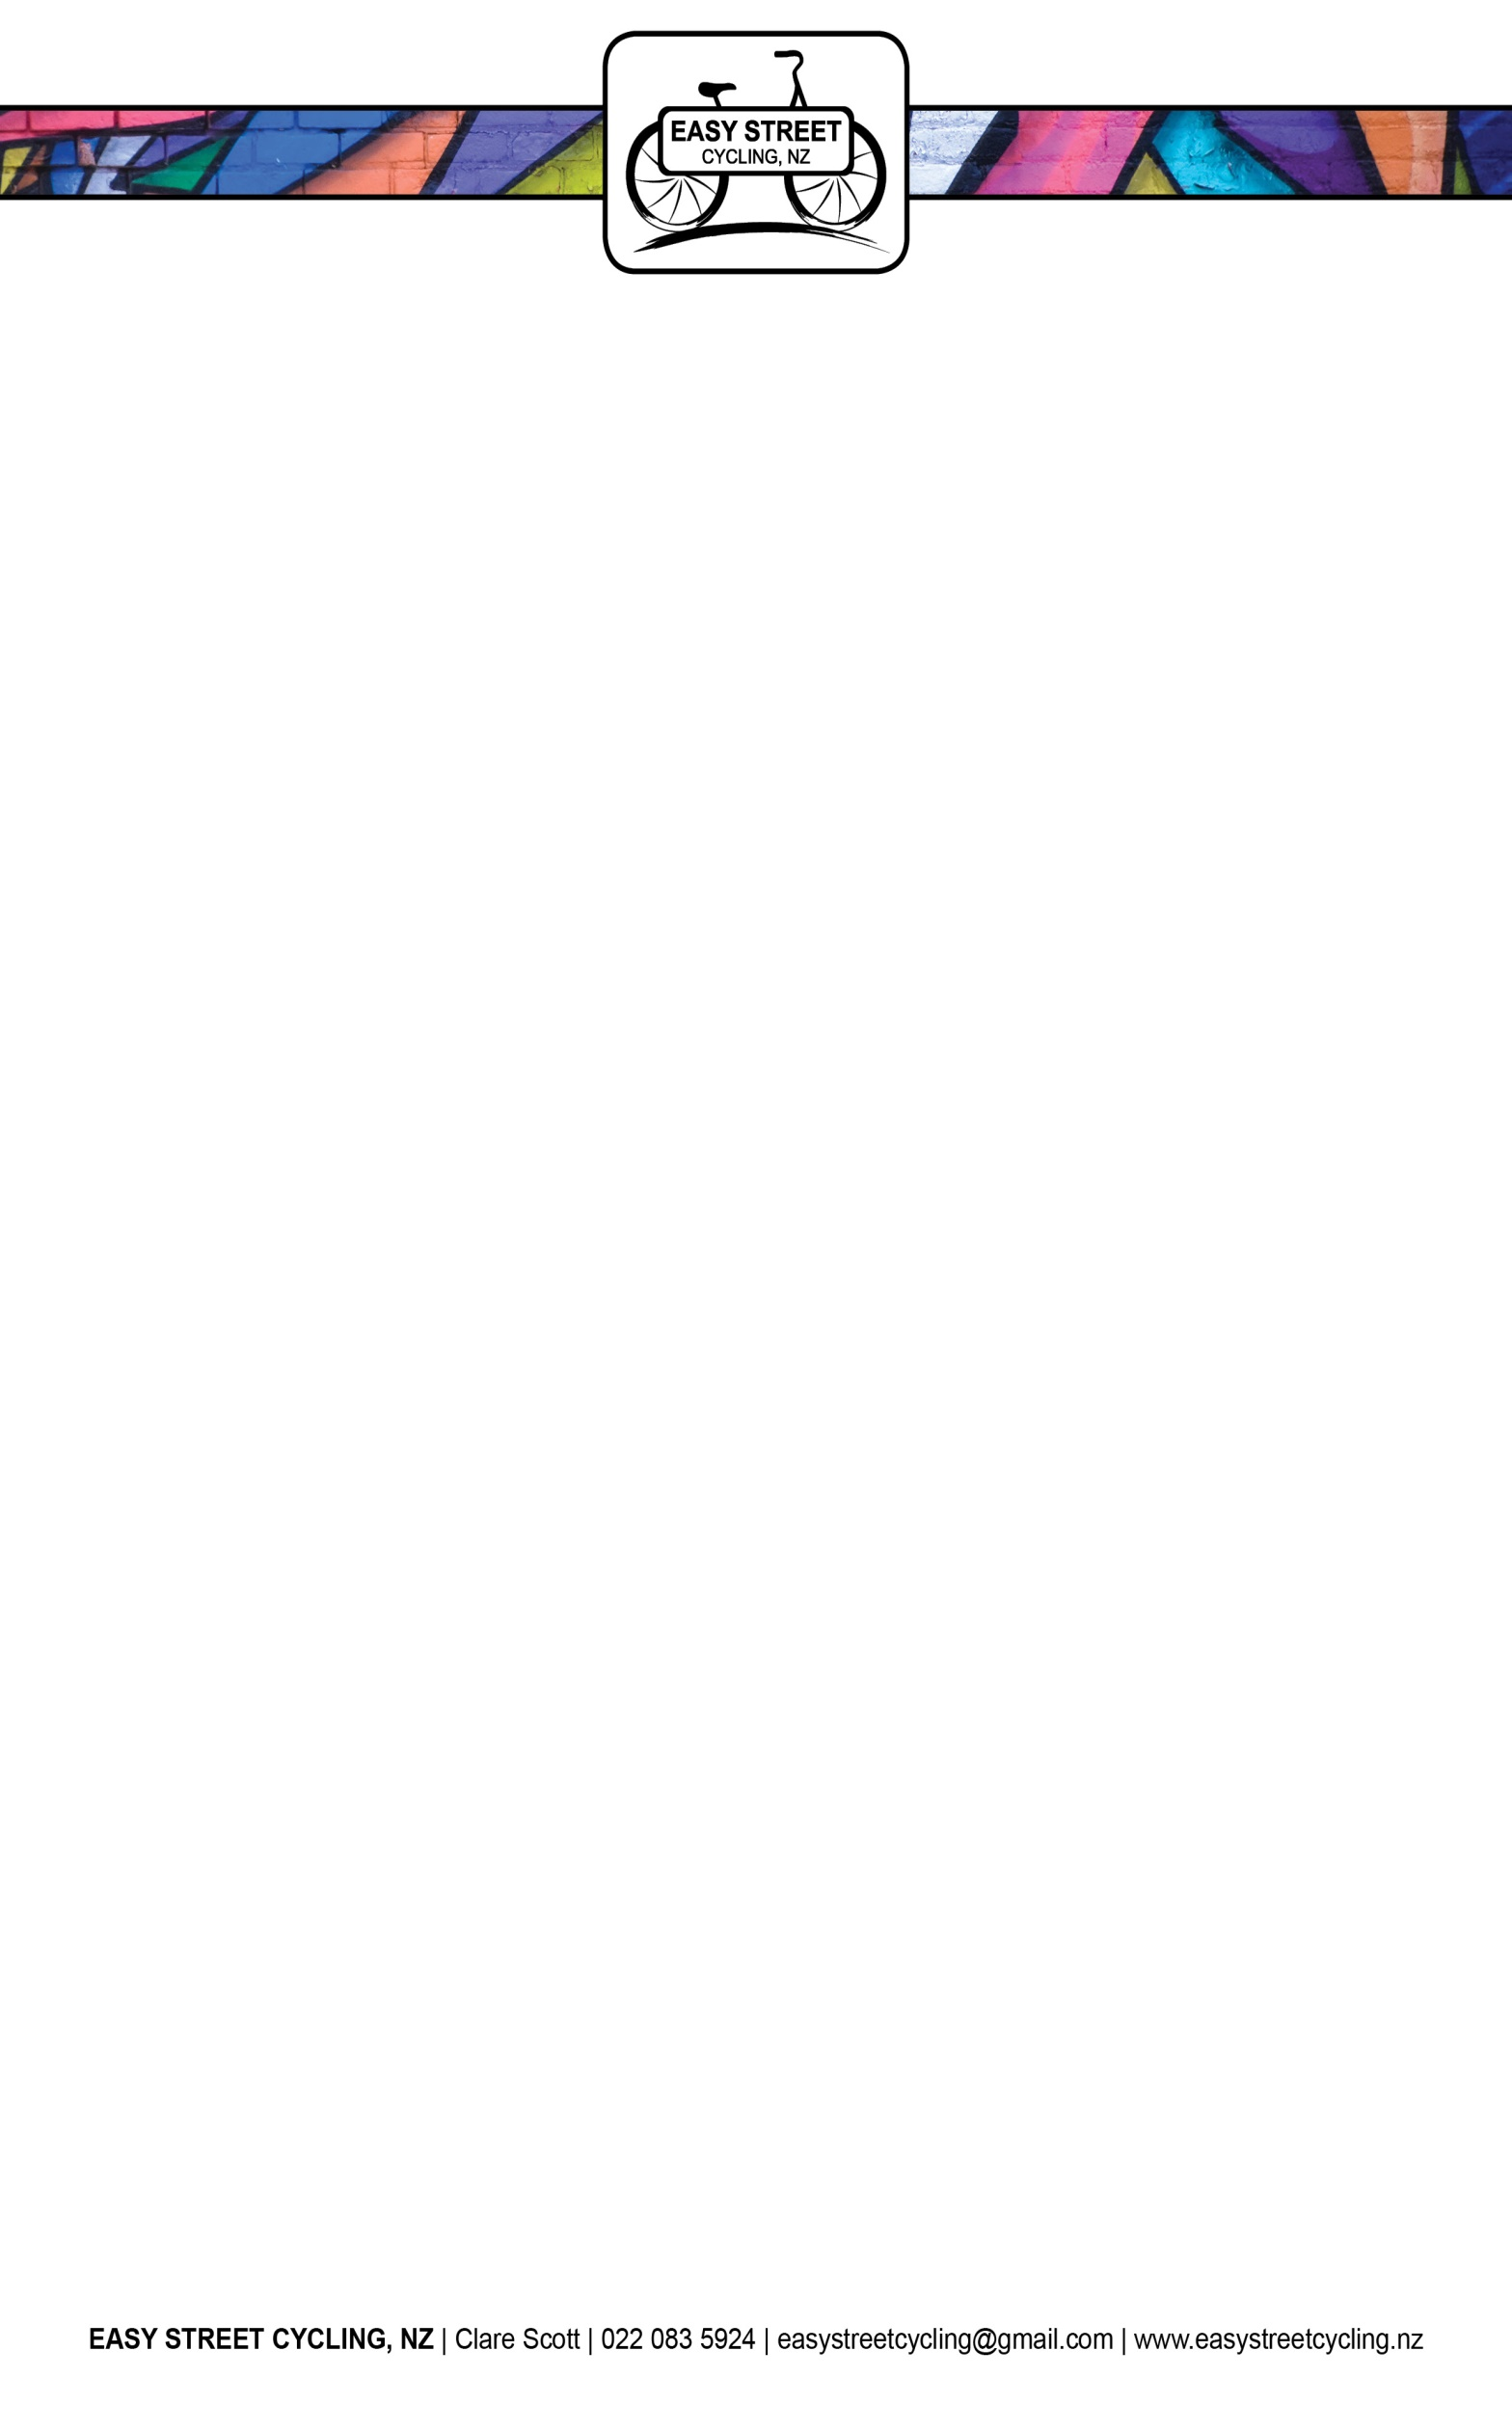 EASY STREET
CYCLING, NZ
EASY STREET CYCLING, NZ | Clare Scott | 022 083 5924 | easystreetcycling@gmail.com | www.easystreetcycling.nz